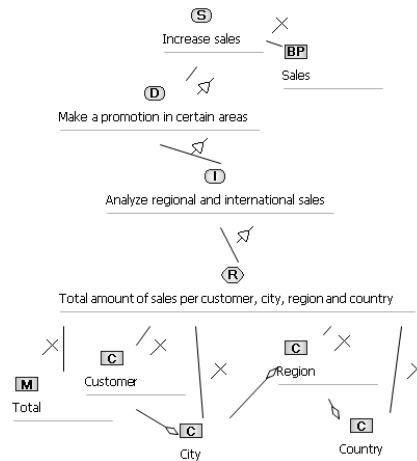 S
Increase sales
BP
Sales
D
Make a promotion in certain areas
I
Analyze regional and international sales
R
Total amount of sales per customer, city, region and country
M
Total
C
Customer
C
City
C
Region
C
Country